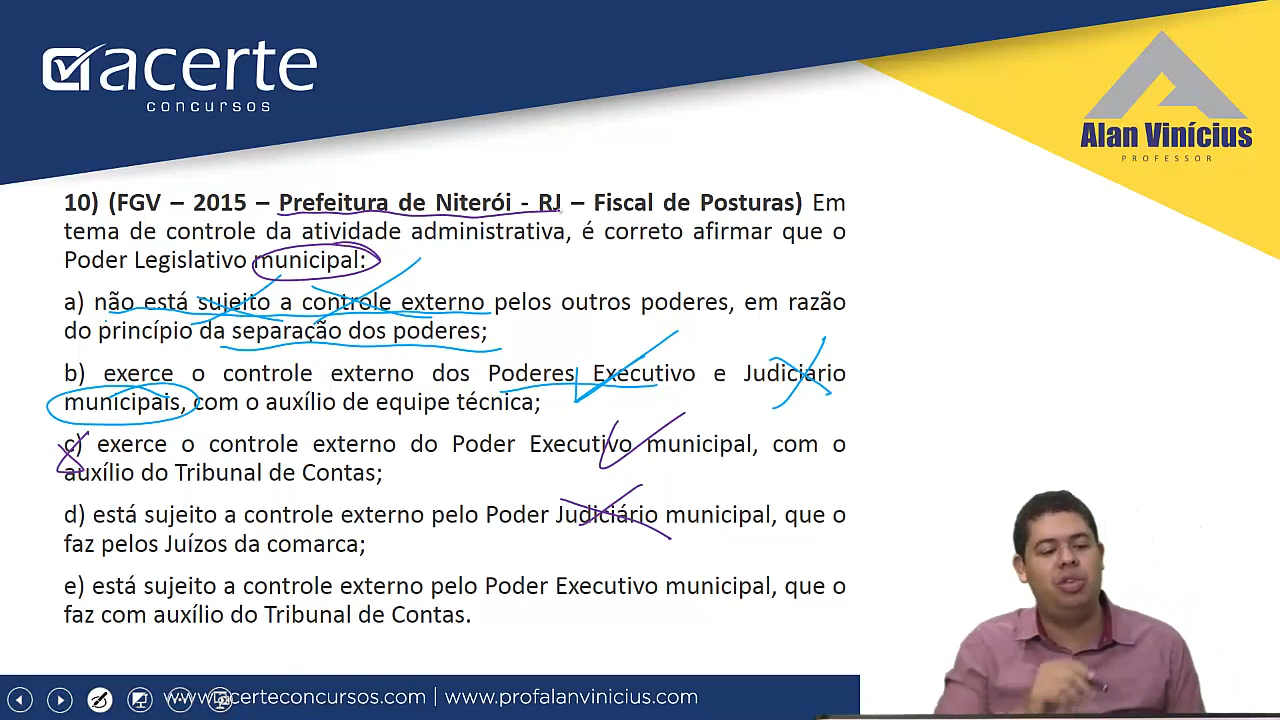 acerte
concursos
Alan Vinícius
PROFESSOR
10) (FGV – 2015 – Prefeitura de Niterói - RJ – Fiscal de Posturas) Em
tema de controle da atividade administrativa, é correto afirmar que o
Poder Legislativo municipal:
a) não está sujeito a controle externo pelos outros poderes, em razão
do princípio da separação dos poderes;
b) exerce o controle externo dos Poderes Executivo e Judiciário
municipais, com o auxílio de equipe técnica;
c) exerce o controle externo do Poder Executivo municipal, com o
auxílio do Tribunal de Contas;
d) está sujeito a controle externo pelo Poder Judiciário municipal, que o
faz pelos Juízos da comarca;
e) está sujeito a controle externo pelo Poder Executivo municipal, que o
faz com auxílio do Tribunal de Contas.
www.acerteconcursos.com | www.profalanvinicius.com